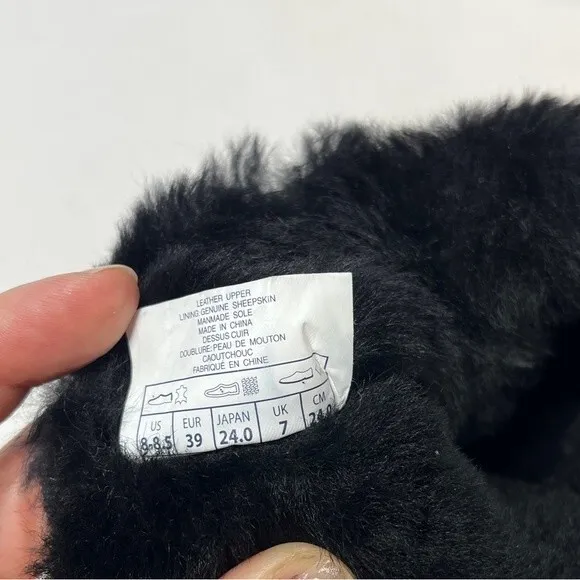 LEATHER UPPER
LINING:GENUINE SHEEPSKIN
MANMADE SOLE
MADE IN CHINA
DESSUS:CUIR
DOUBLURE:PEAU DE MOUTON
CAOUTCHOUC
FABRIQUÉ EN CHINE
US EUR JAPAN UK CM
8-8.5 39 24.0 7 24.0